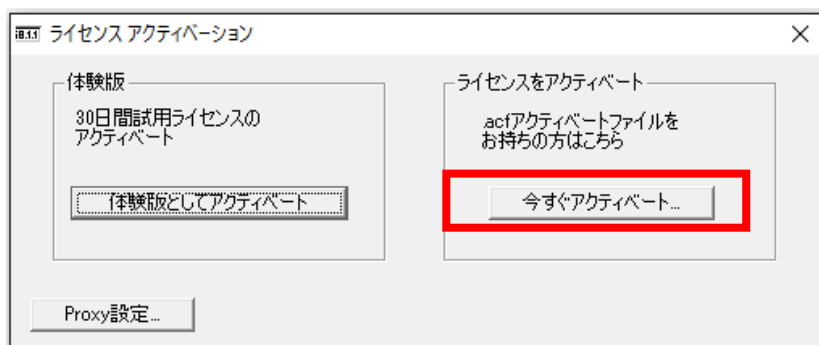 i8.1.1 ライセンス アクティベーション
体験版
30日間試用ライセンスの
アクティベート
体験版としてアクティベート
ライセンスをアクティベート
.acfアクティベートファイルを
お持ちの方はこちら
今すぐアクティベート...
Proxy設定...